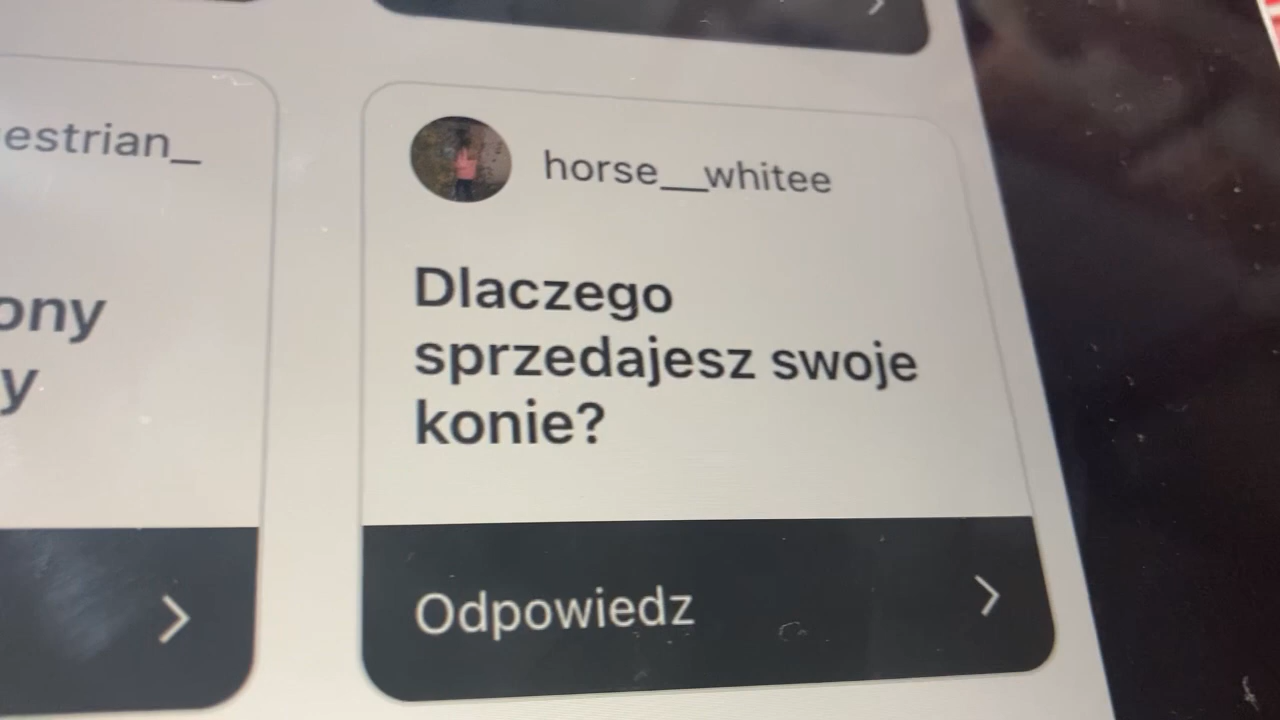 estrian_
ony
y
horse__whitee
Dlaczego
sprzedajesz swoje
konie?
Odpowiedz